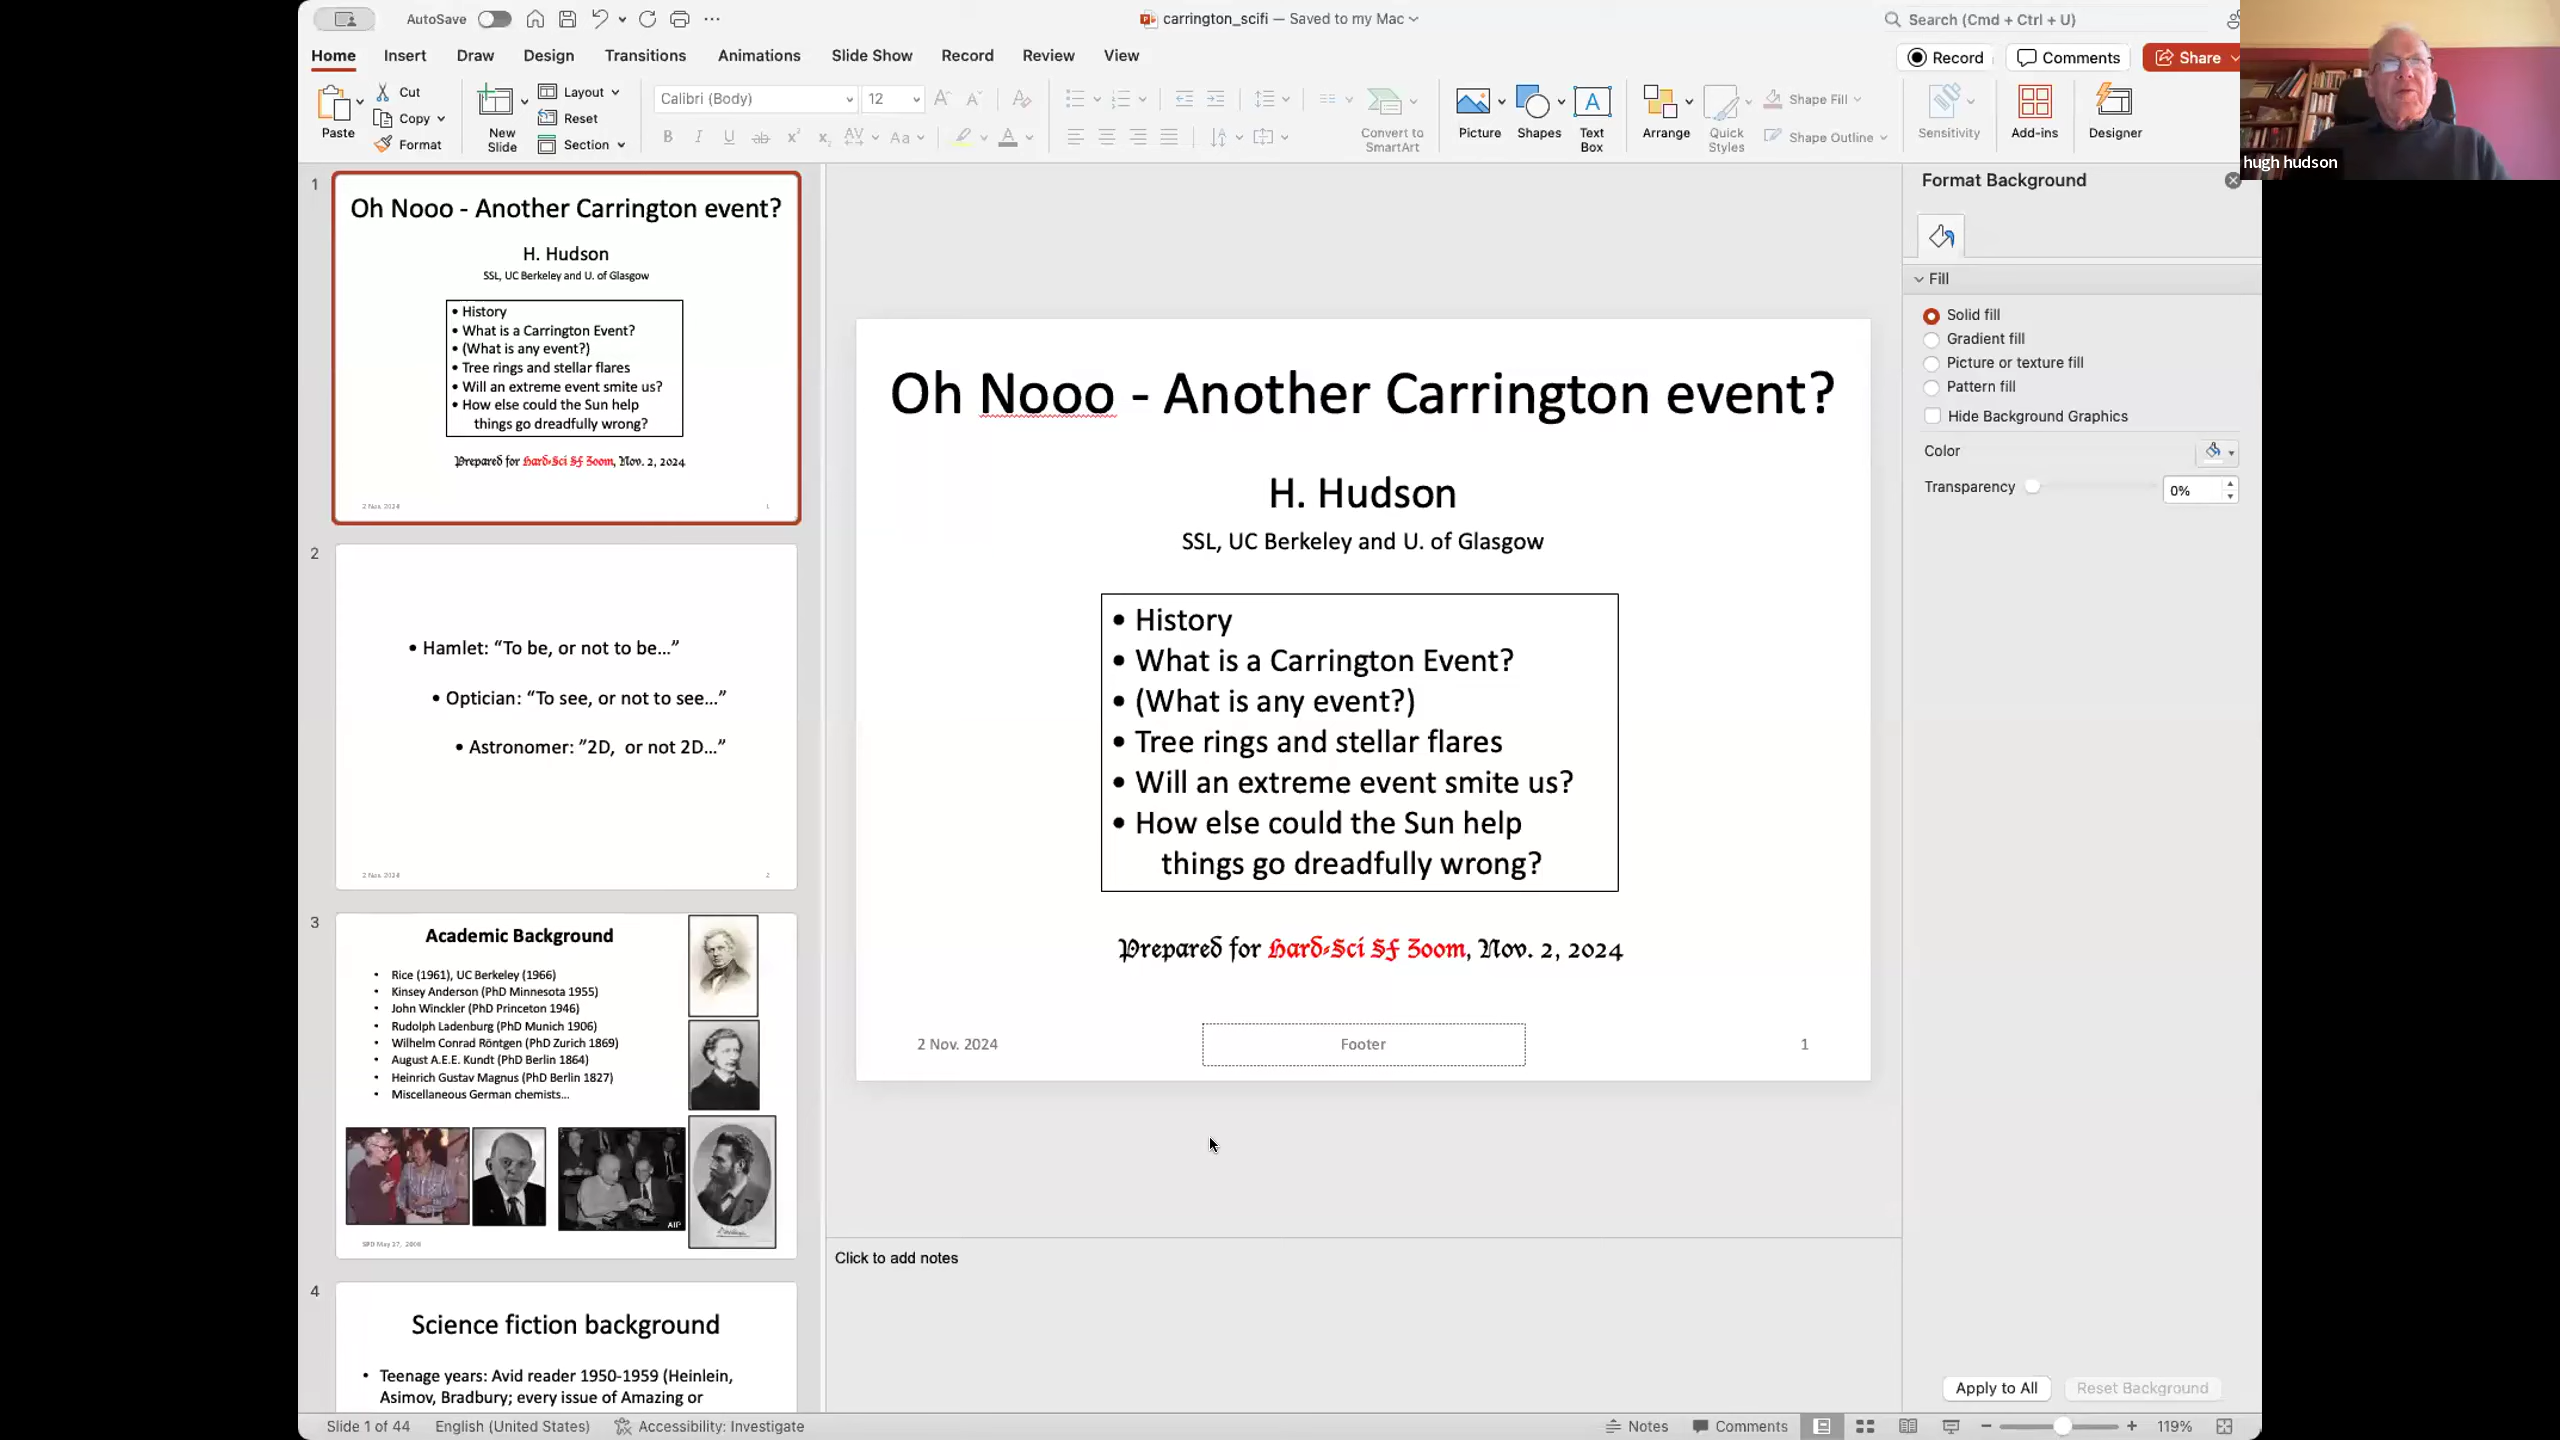 AutoSave
carrington_scifi — Saved to my Mac
Search (Cmd + Ctrl + U)
Home Insert Draw Design Transitions Animations Slide Show Record Review View
Record Comments Share
Paste
Cut
Copy
Format
New Slide
Layout
Reset
Section
Calibri (Body) 12
Convert to SmartArt
Picture Shapes Text Box
Arrange Quick Styles
Shape Fill
Shape Outline
Sensitivity Add-ins Designer
hugh hudson
1
Oh Nooo - Another Carrington event?
H. Hudson
SSL, UC Berkeley and U. of Glasgow
• History
• What is a Carrington Event?
• (What is any event?)
• Tree rings and stellar flares
• Will an extreme event smite us?
• How else could the Sun help
things go dreadfully wrong?
Prepared for Hard-Sci Sf Zoom, Nov. 2, 2024
2 Nov. 2024 1
2
• Hamlet: “To be, or not to be…”
• Optician: “To see, or not to see…”
• Astronomer: ”2D, or not 2D…”
2 Nov. 2024 2
3
Academic Background
• Rice (1961), UC Berkeley (1966)
• Kinsey Anderson (PhD Minnesota 1955)
• John Winckler (PhD Princeton 1946)
• Rudolph Ladenburg (PhD Munich 1906)
• Wilhelm Conrad Röntgen (PhD Zurich 1869)
• August A.E.E. Kundt (PhD Berlin 1864)
• Heinrich Gustav Magnus (PhD Berlin 1827)
• Miscellaneous German chemists…
AIP
SPD May 27, 2008
4
Science fiction background
• Teenage years: Avid reader 1950-1959 (Heinlein,
Asimov, Bradbury; every issue of Amazing or
Oh Nooo - Another Carrington event?
H. Hudson
SSL, UC Berkeley and U. of Glasgow
• History
• What is a Carrington Event?
• (What is any event?)
• Tree rings and stellar flares
• Will an extreme event smite us?
• How else could the Sun help
things go dreadfully wrong?
Prepared for Hard-Sci Sf Zoom, Nov. 2, 2024
2 Nov. 2024 Footer 1
Click to add notes
Format Background
Fill
Solid fill
Gradient fill
Picture or texture fill
Pattern fill
Hide Background Graphics
Color
Transparency 0%
Apply to All Reset Background
Slide 1 of 44 English (United States) Accessibility: Investigate
Notes Comments 119%